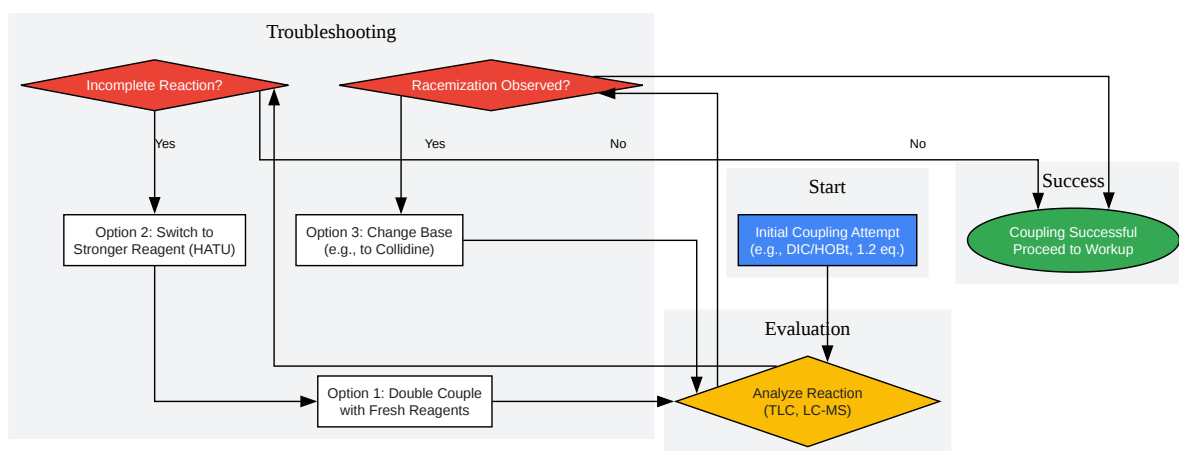 Troubleshooting
Incomplete Reaction?
Racemization Observed?
Yes
Yes
No
No
Start
Success
Option 2: Switch to
Stronger Reagent (HATU)
Option 3: Change Base
(e.g., to Collidine)
Initial Coupling Attempt
(e.g., DIC/HOBt, 1.2 eq.)
Coupling Successful
Proceed to Workup
Evaluation
Option 1: Double Couple
with Fresh Reagents
Analyze Reaction
(TLC, LC-MS)